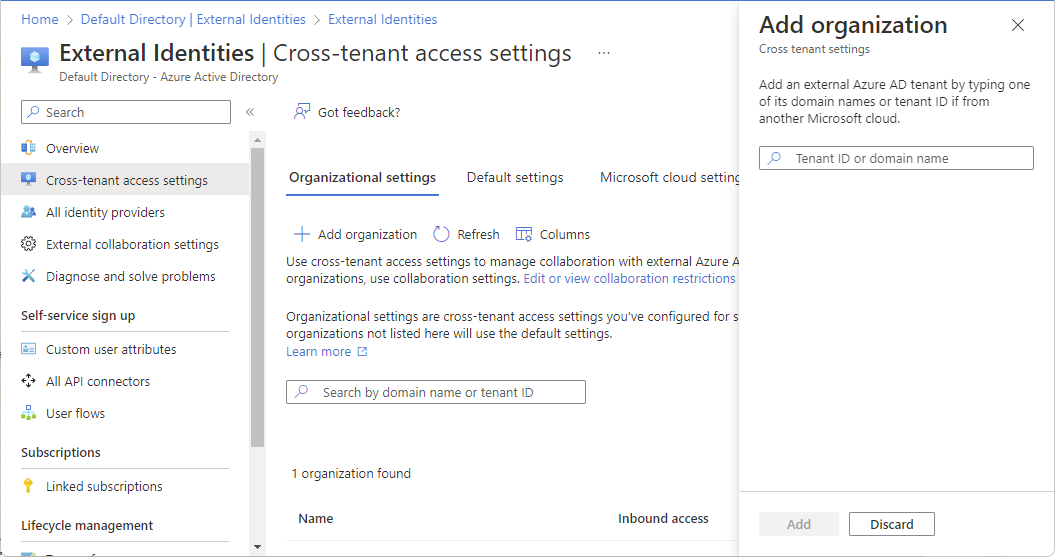 Home > Default Directory | External Identities > External Identities
External Identities | Cross-tenant access settings ...
Default Directory - Azure Active Directory
Search
«
Overview
Cross-tenant access settings
All identity providers
External collaboration settings
Diagnose and solve problems
Self-service sign up
Custom user attributes
All API connectors
User flows
Subscriptions
Linked subscriptions
Lifecycle management
Got feedback?
Organizational settings
Default settings
Microsoft cloud setting
Add organization
Refresh
Columns
Use cross-tenant access settings to manage collaboration with external Azure A
organizations, use collaboration settings. Edit or view collaboration restrictions
Organizational settings are cross-tenant access settings you've configured for s
organizations not listed here will use the default settings.
Learn more
Search by domain name or tenant ID
1 organization found
Name
Inbound access
Add organization
Cross tenant settings
Add an external Azure AD tenant by typing one
of its domain names or tenant ID if from
another Microsoft cloud.
Tenant ID or domain name
Add
Discard